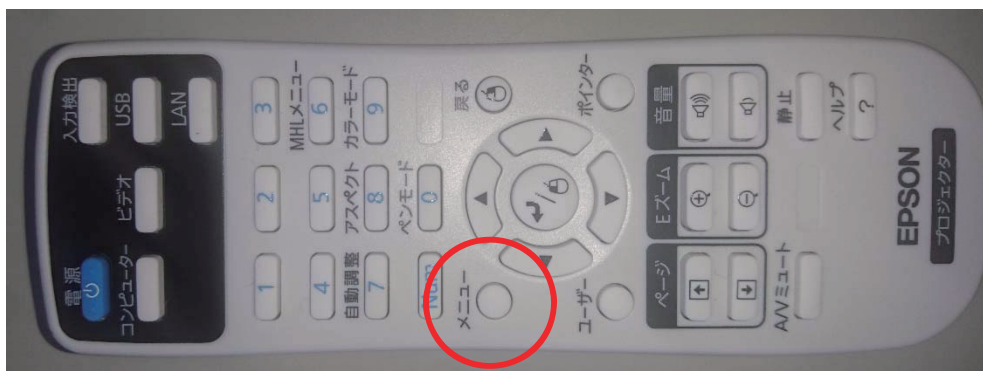 電源 入力検出
コンピューター ビデオ USB
LAN
1 2 3
MHLメニュー
4 5 6
自動調整 アスペクト カラーモード
7 8 9
ペンモード
Num 0
メニュー 戻る
ユーザー ポインター
ページ Eズーム 音量
A/Vミュート 静止
ヘルプ
?
EPSON
プロジェクター